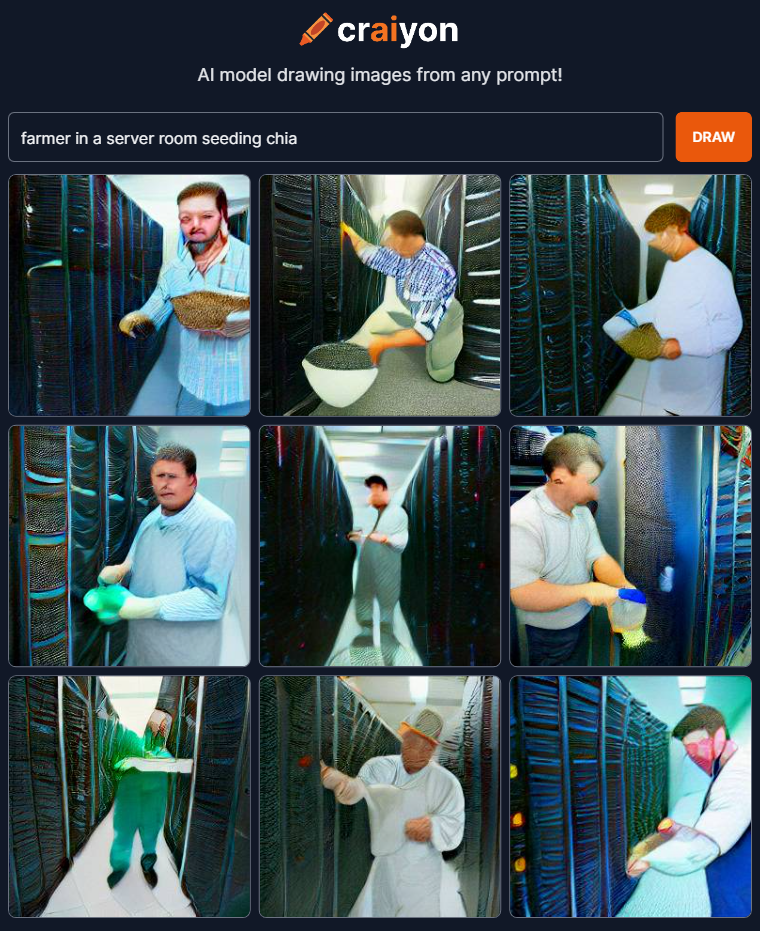 craiyon
AI model drawing images from any prompt!
farmer in a server room seeding chia
DRAW